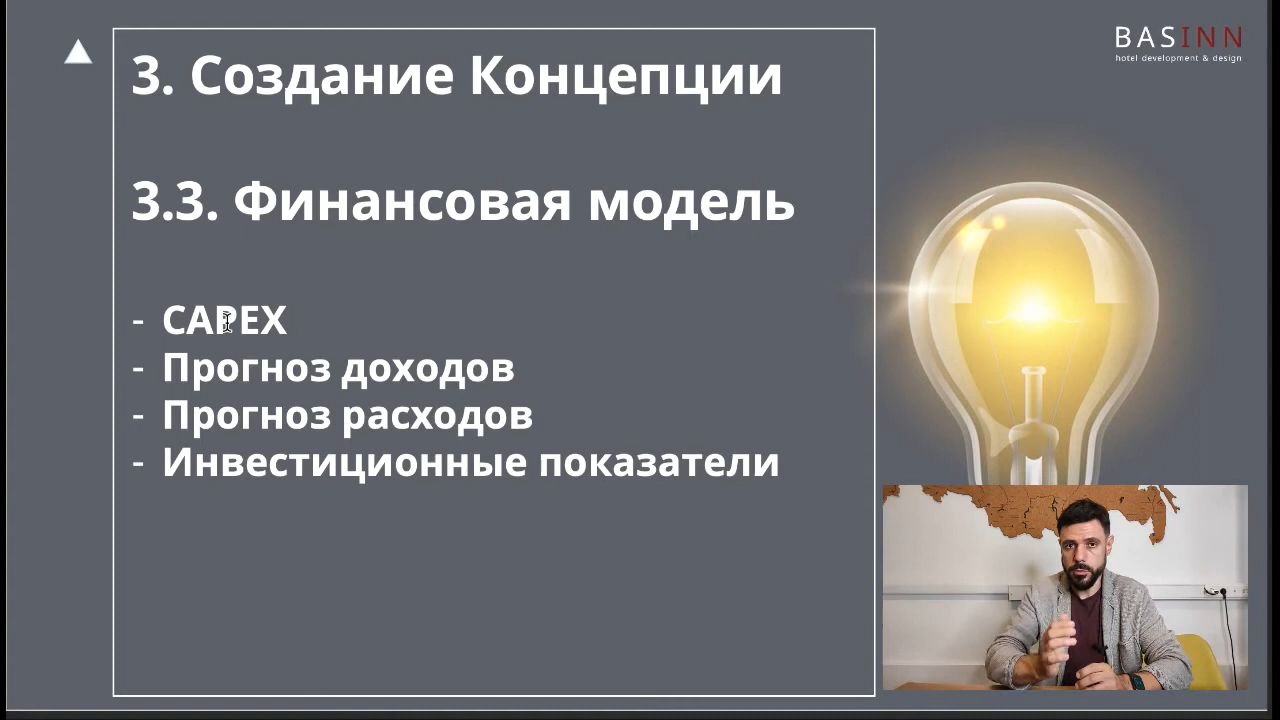 3. Создание Концепции
3.3. Финансовая модель
- CAPEX
- Прогноз доходов
- Прогноз расходов
- Инвестиционные показатели
BASINN
hotel development & design